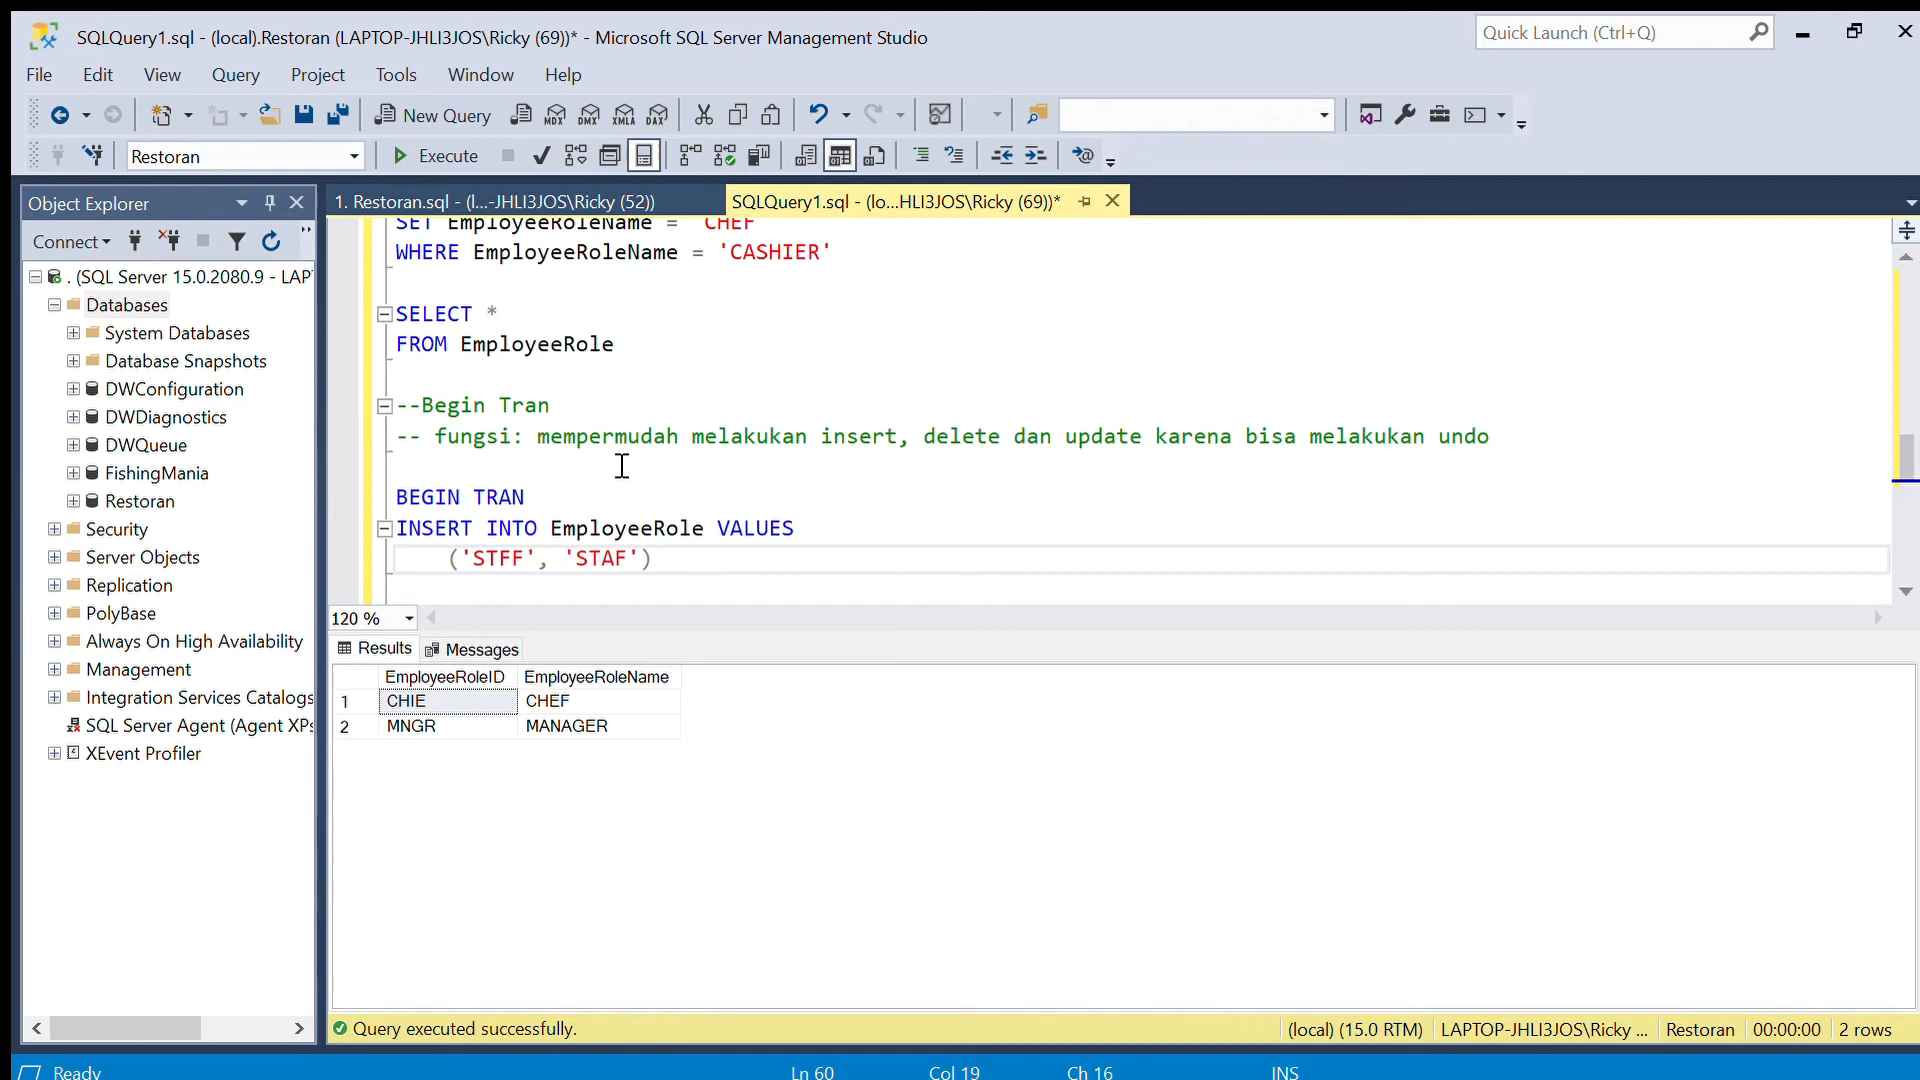 SQLQuery1.sql - (local).Restoran (LAPTOP-JHLI3JOS\Ricky (69))* - Microsoft SQL Server Management Studio
Quick Launch (Ctrl+Q)
File Edit View Query Project Tools Window Help
New Query
MDX DMX XMLA DAX
Restoran
Execute
Object Explorer
1. Restoran.sql - (l...-JHLI3JOS\Ricky (52))
SQLQuery1.sql - (lo...HLI3JOS\Ricky (69))*
Connect
. (SQL Server 15.0.2080.9 - LAP
Databases
System Databases
Database Snapshots
DWConfiguration
DWDiagnostics
DWQueue
FishingMania
Restoran
Security
Server Objects
Replication
PolyBase
Always On High Availability
Management
Integration Services Catalogs
SQL Server Agent (Agent XPs
XEvent Profiler
SET EmployeeRoleName = 'CHEF'
WHERE EmployeeRoleName = 'CASHIER'
SELECT *
FROM EmployeeRole
--Begin Tran
-- fungsi: mempermudah melakukan insert, delete dan update karena bisa melakukan undo
BEGIN TRAN
INSERT INTO EmployeeRole VALUES
('STFF', 'STAF')
120 %
Results Messages
EmployeeRoleID EmployeeRoleName
1 CHIE CHEF
2 MNGR MANAGER
Query executed successfully.
(local) (15.0 RTM) LAPTOP-JHLI3JOS\Ricky ... Restoran 00:00:00 2 rows
Ready Ln 60 Col 19 Ch 16 INS